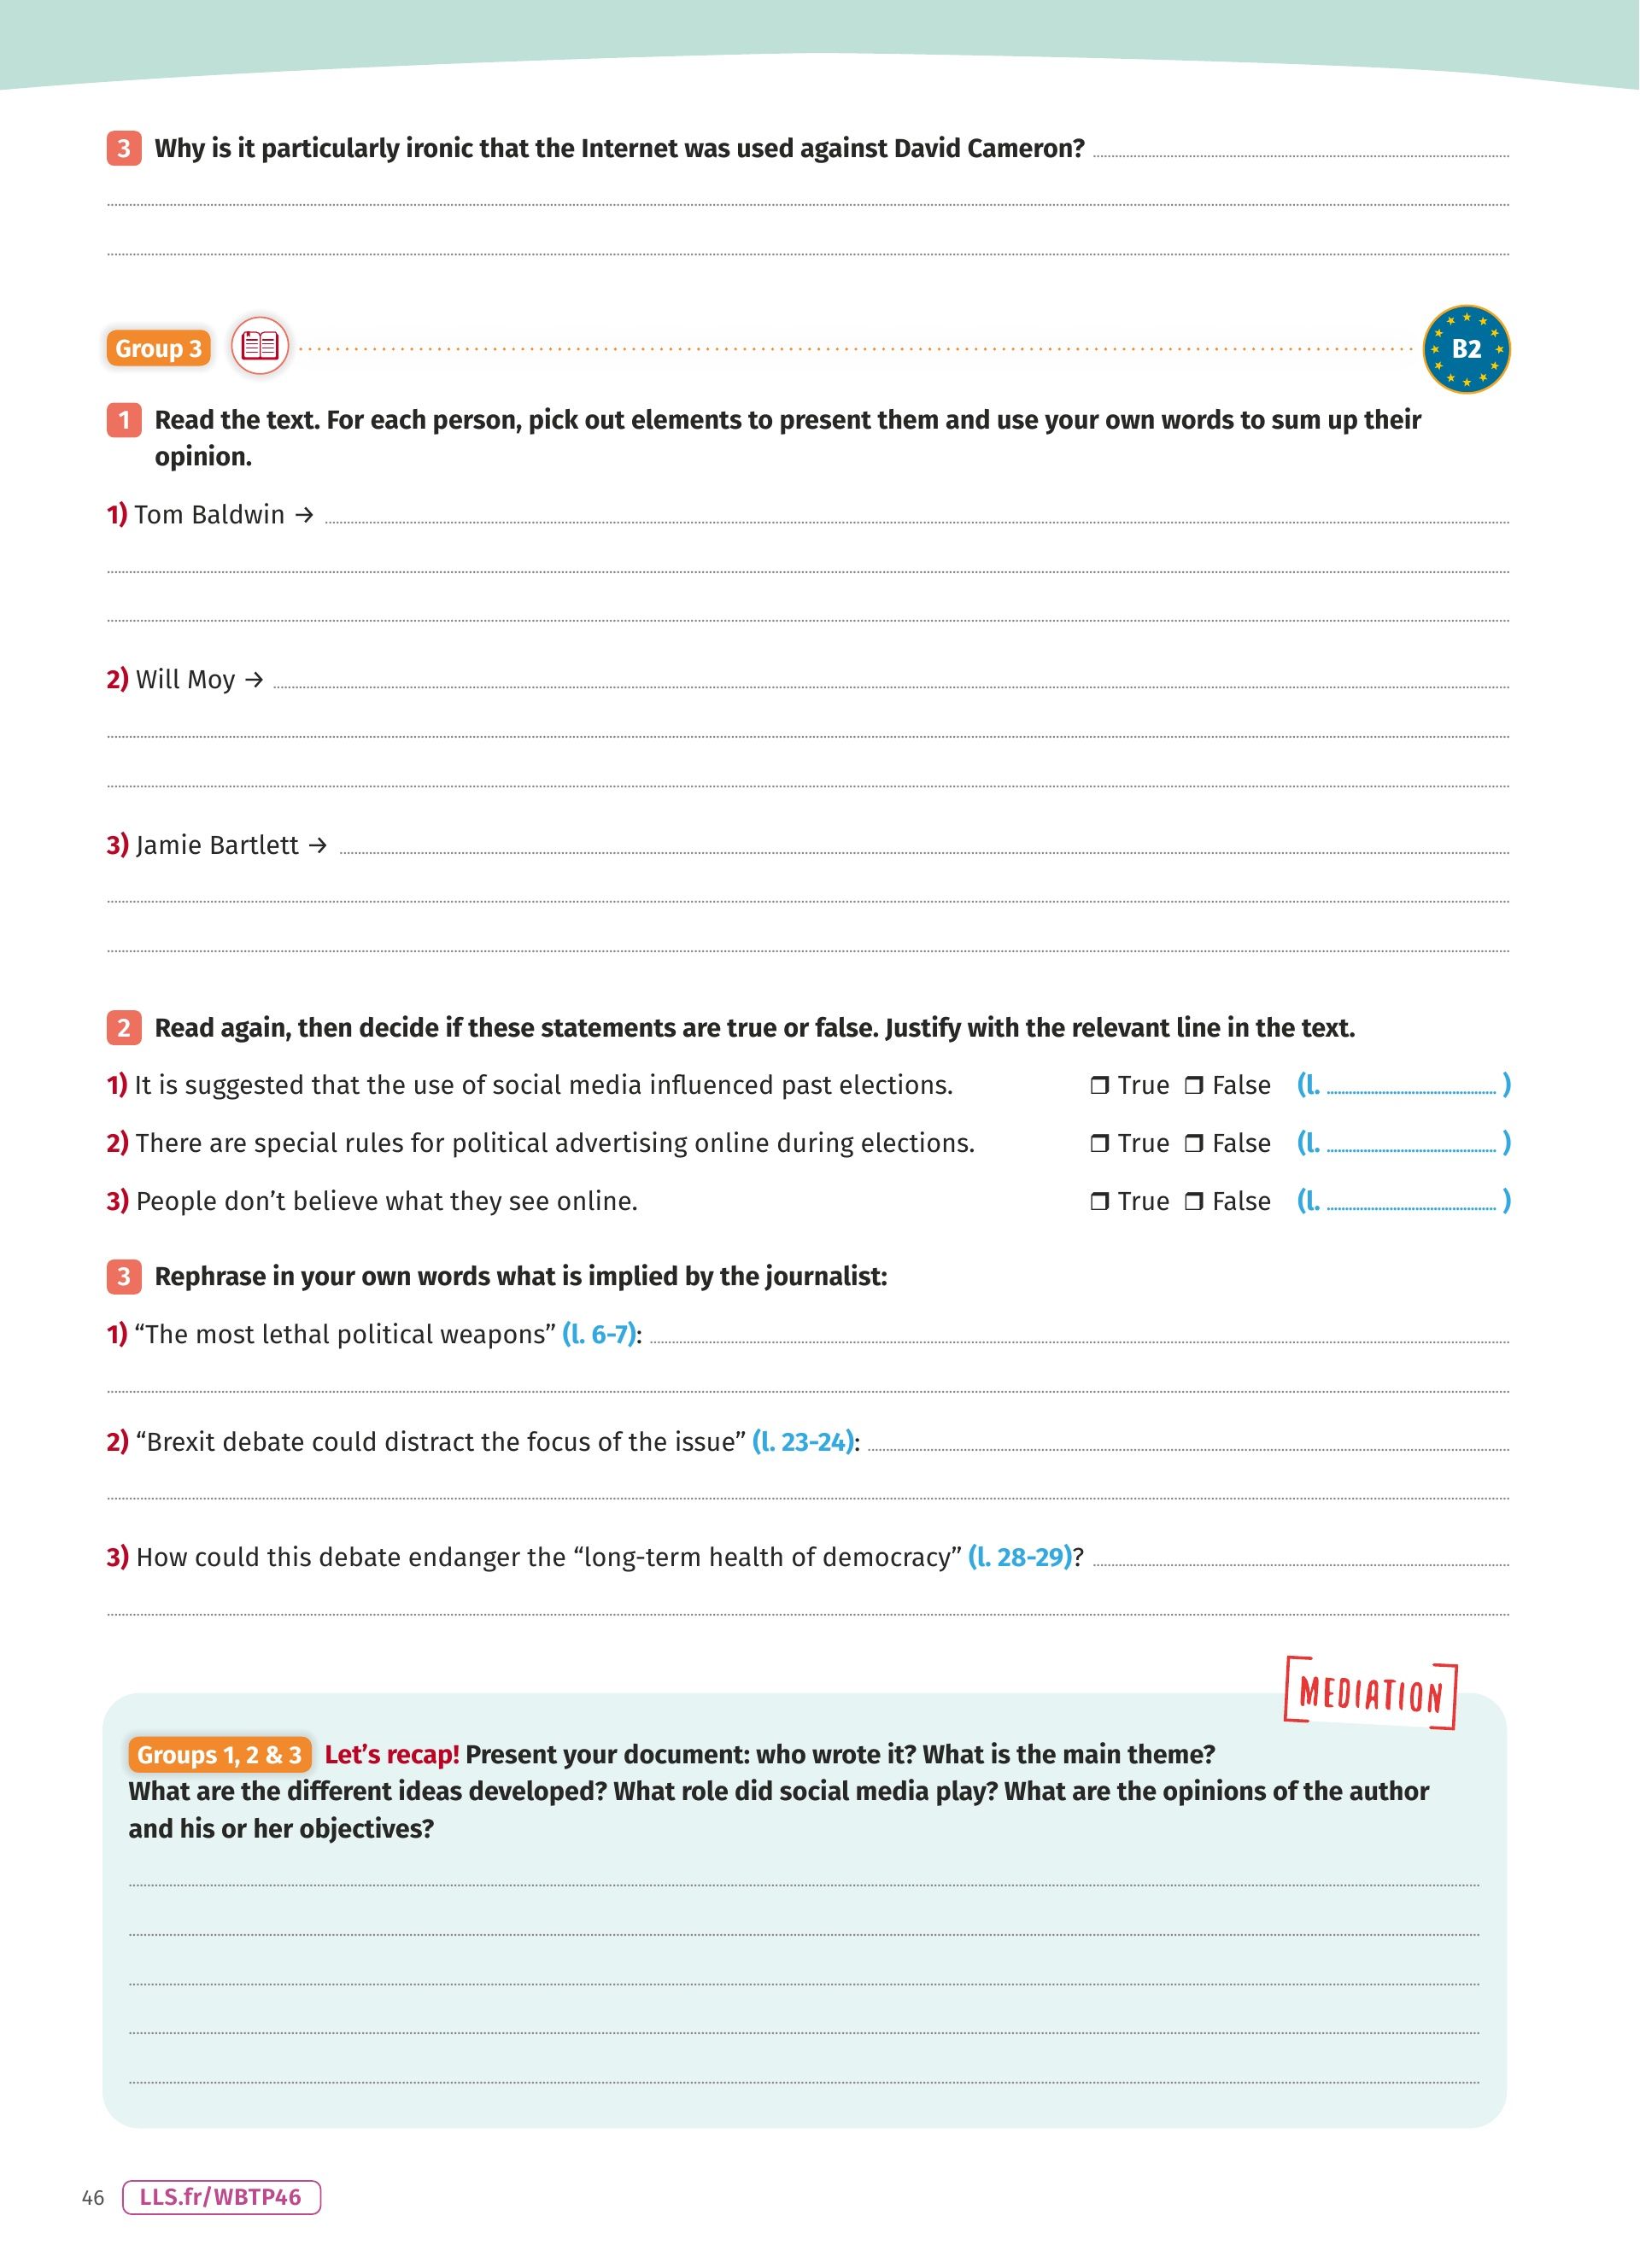 3 Why is it particularly ironic that the Internet was used against David Cameron?
Group 3
B2
1 Read the text. For each person, pick out elements to present them and use your own words to sum up their
opinion.
1) Tom Baldwin →
2) Will Moy →
3) Jamie Bartlett →
2 Read again, then decide if these statements are true or false. Justify with the relevant line in the text.
1) It is suggested that the use of social media influenced past elections. ❒ True ❒ False (l. )
2) There are special rules for political advertising online during elections. ❒ True ❒ False (l. )
3) People don’t believe what they see online. ❒ True ❒ False (l. )
3 Rephrase in your own words what is implied by the journalist:
1) “The most lethal political weapons” (l. 6-7):
2) “Brexit debate could distract the focus of the issue” (l. 23-24):
3) How could this debate endanger the “long-term health of democracy” (l. 28-29)?
MEDIATION
Groups 1, 2 & 3 Let’s recap! Present your document: who wrote it? What is the main theme?
What are the different ideas developed? What role did social media play? What are the opinions of the author
and his or her objectives?
46 LLS.fr/WBTP46